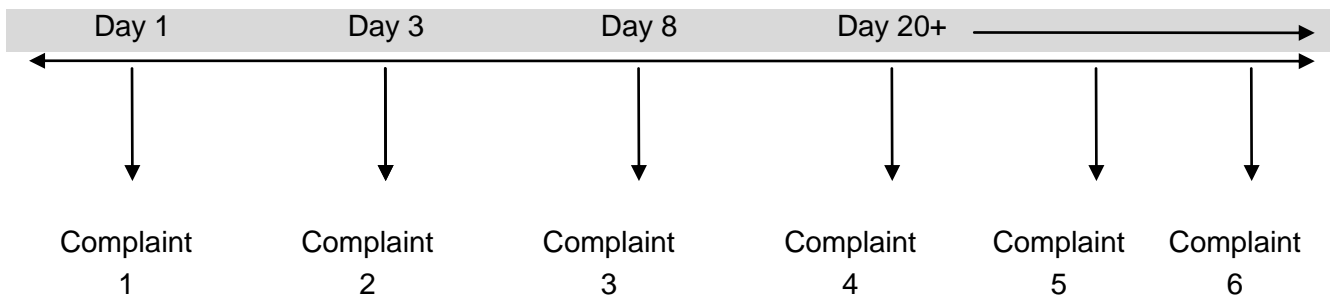 Day 1 Day 3 Day 8 Day 20+
Complaint Complaint Complaint Complaint Complaint Complaint
1 2 3 4 5 6